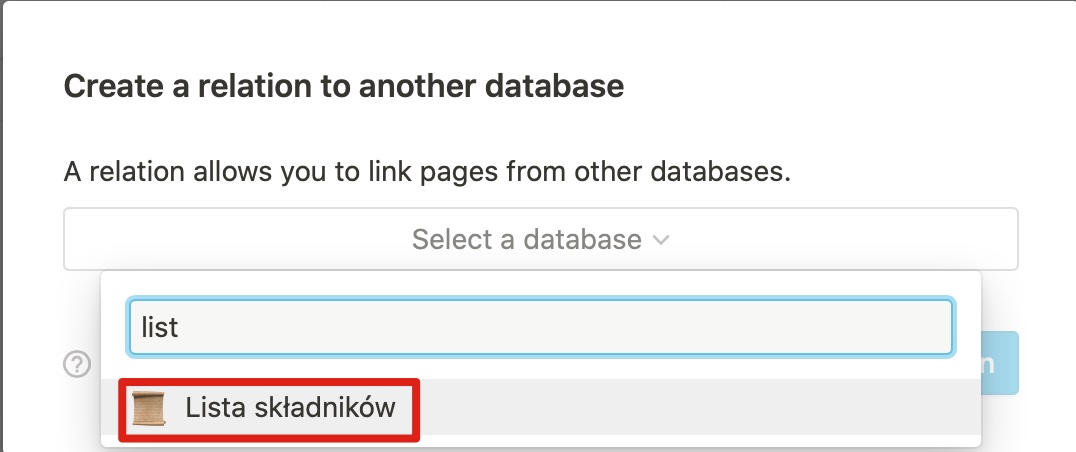 Create a relation to another database
A relation allows you to link pages from other databases.
Select a database
list
?
n
Lista składników